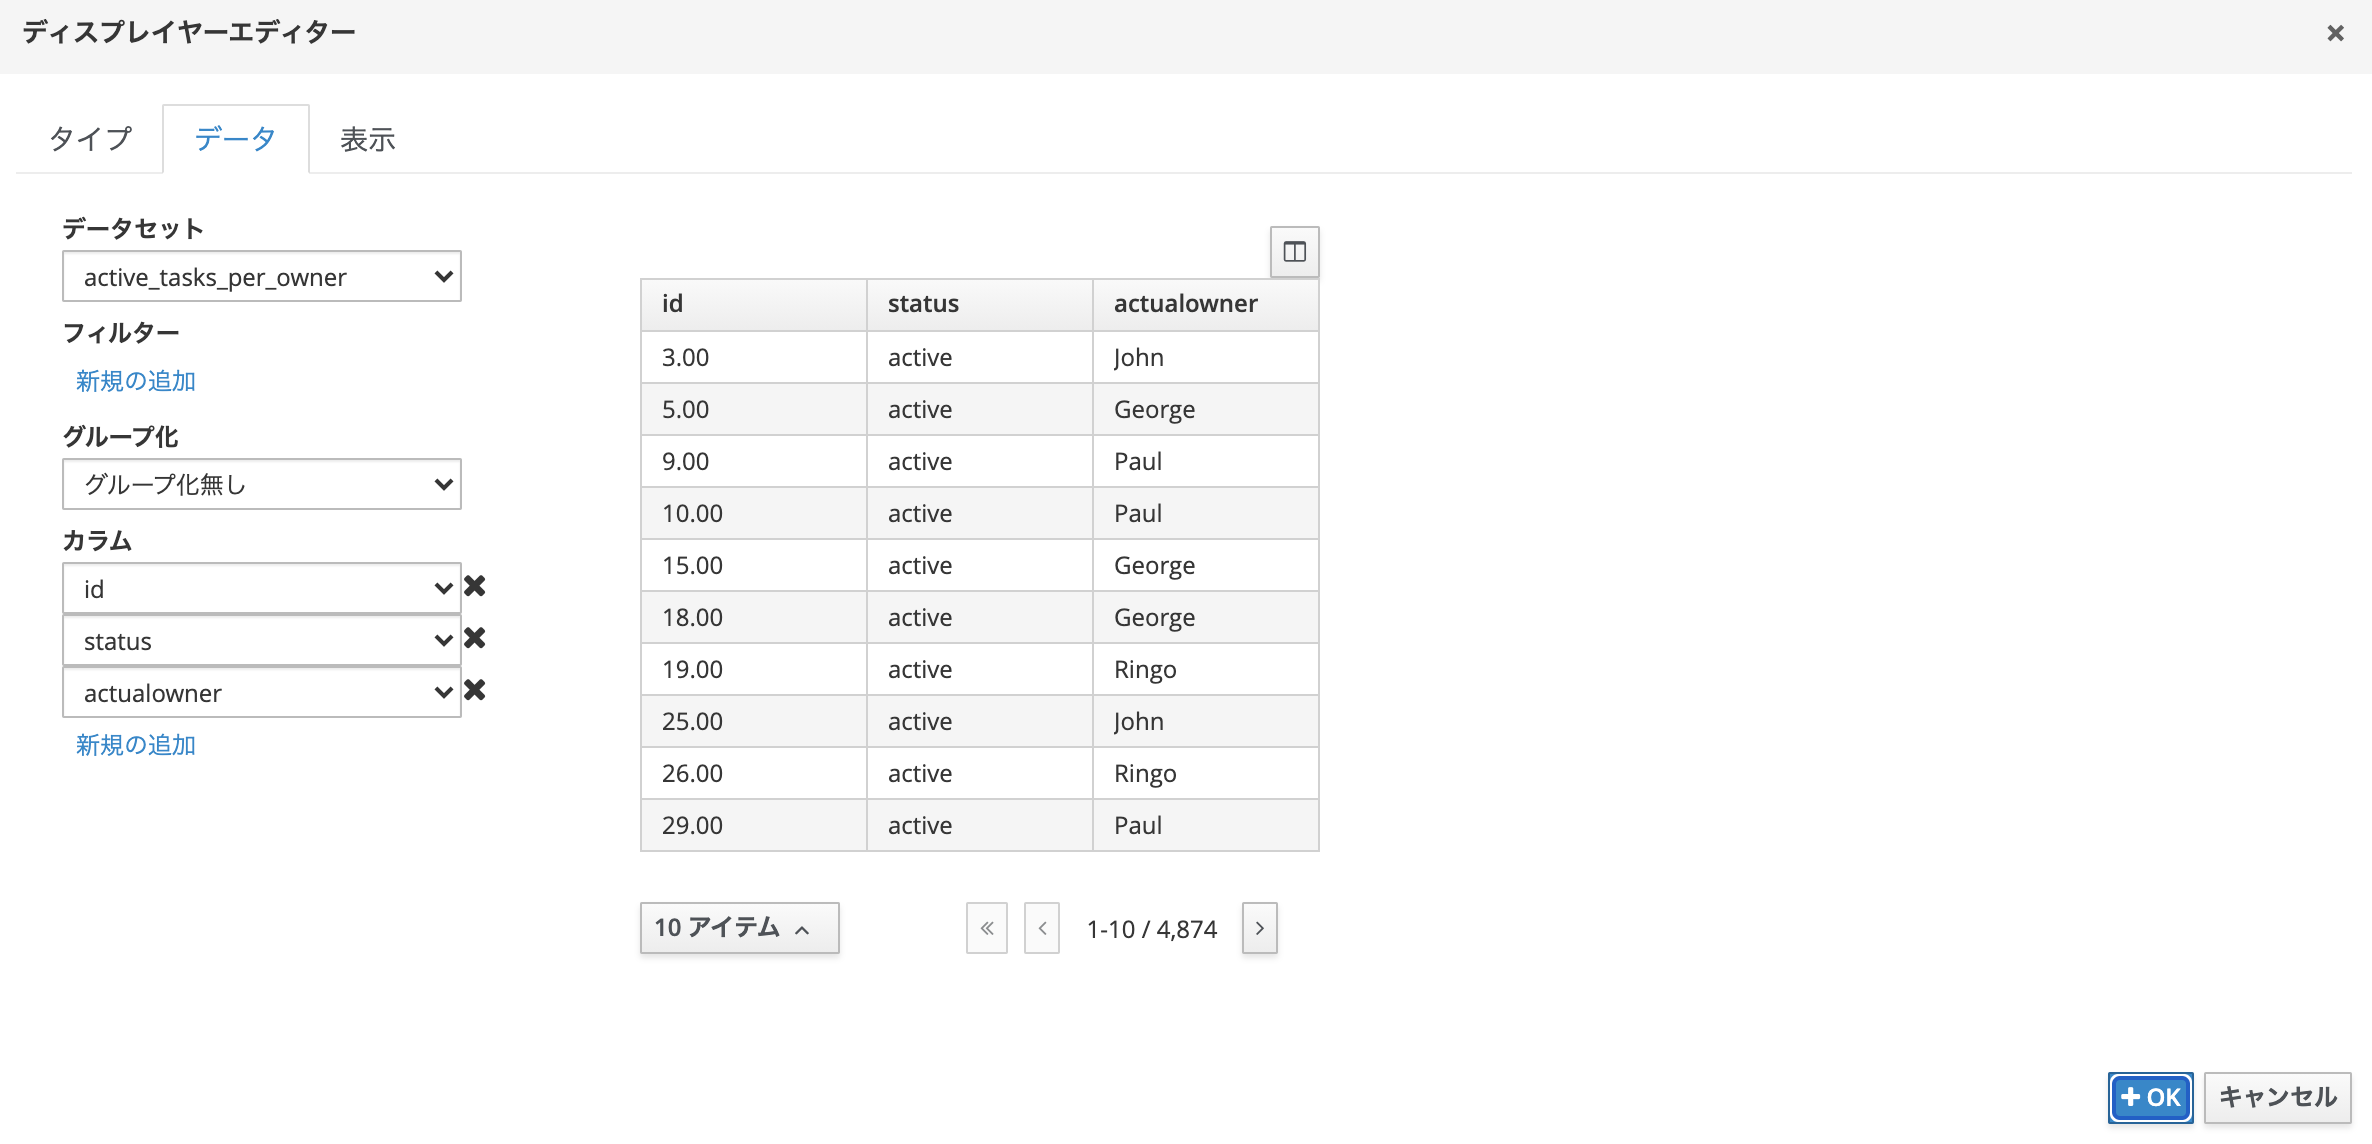 ディスプレイヤーエディター
タイプ データ 表示
データセット
active_tasks_per_owner
フィルター
新規の追加
グループ化
グループ化無し
カラム
id
status
actualowner
新規の追加
id status actualowner
3.00 active John
5.00 active George
9.00 active Paul
10.00 active Paul
15.00 active George
18.00 active George
19.00 active Ringo
25.00 active John
26.00 active Ringo
29.00 active Paul
10 アイテム
1-10 / 4,874
OK キャンセル